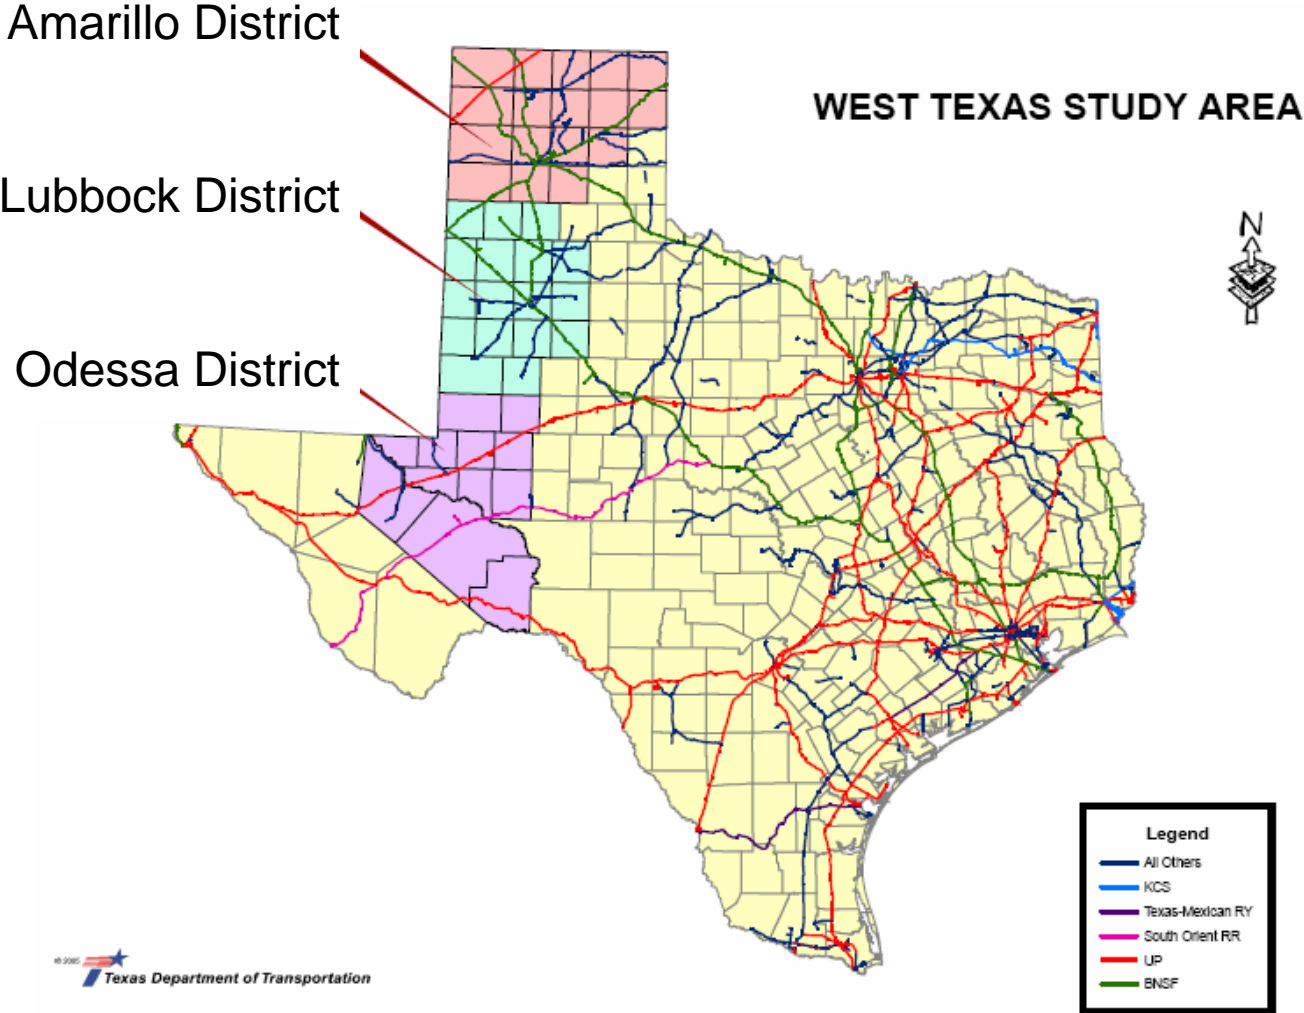 Amarillo District
WEST TEXAS STUDY AREA
Lubbock District
N
Odessa District
Legend
All Others
KCS
Texas-Mexican RY
South Orient RR
UP
BNSF
© 2005
Texas Department of Transportation